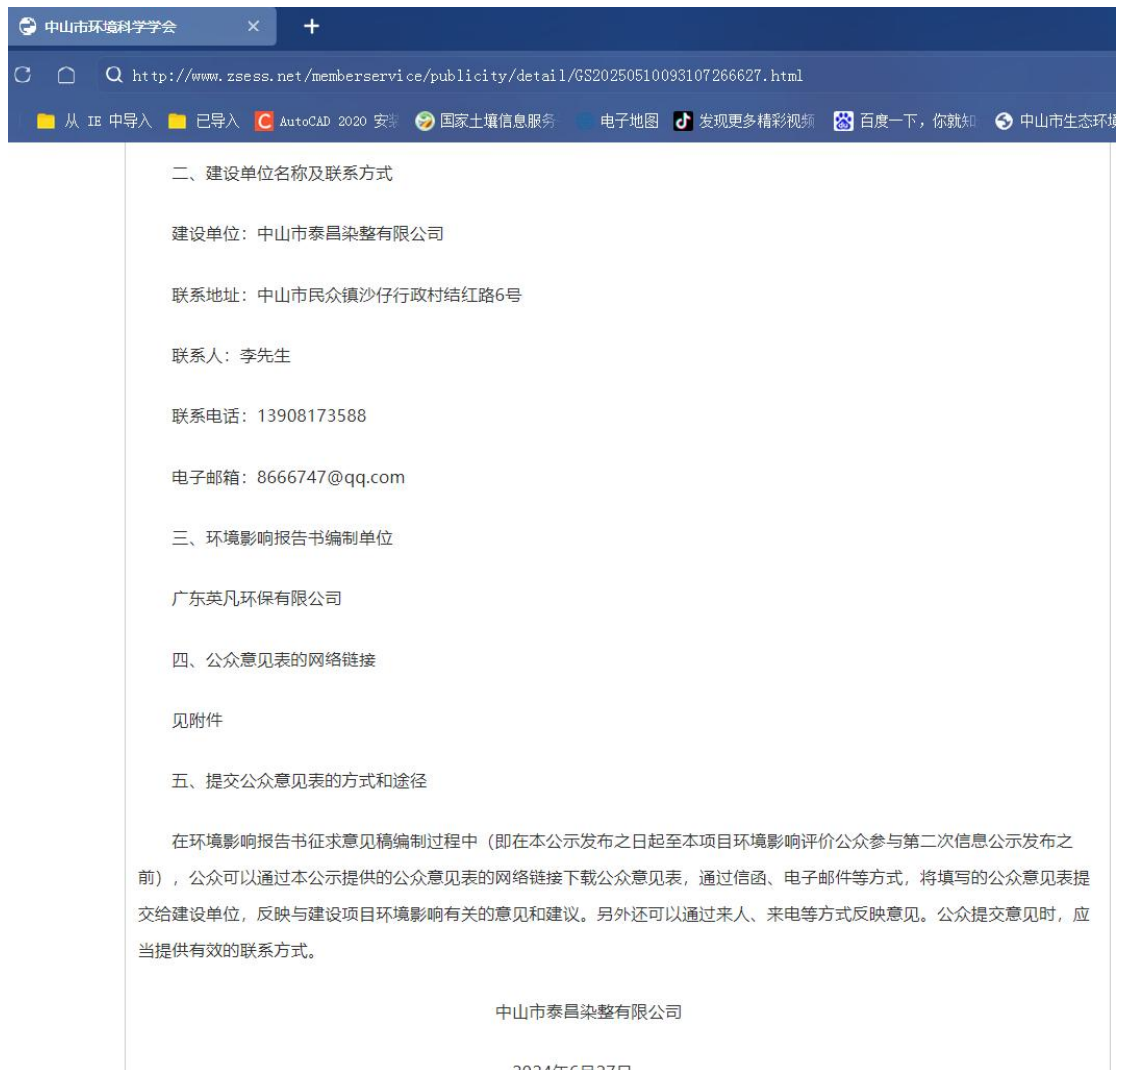 中山市环境科学学会
http://www.zsess.net/memberservice/publicity/detail/GS20250510093107266627.html
从 IE 中导入 已导入 AutoCAD 2020 安装 国家土壤信息服务 电子地图 发现更多精彩视频 百度一下，你就知 中山市生态环境
二、建设单位名称及联系方式
建设单位：中山市泰昌染整有限公司
联系地址：中山市民众镇沙仔行政村结红路6号
联系人：李先生
联系电话：13908173588
电子邮箱：8666747@qq.com
三、环境影响报告书编制单位
广东英凡环保有限公司
四、公众意见表的网络链接
见附件
五、提交公众意见表的方式和途径
在环境影响报告书征求意见稿编制过程中（即在本公示发布之日起至本项目环境影响评价公众参与第二次信息公示发布之
前），公众可以通过本公示提供的公众意见表的网络链接下载公众意见表，通过信函、电子邮件等方式，将填写的公众意见表提
交给建设单位，反映与建设项目环境影响有关的意见和建议。另外还可以通过来人、来电等方式反映意见。公众提交意见时，应
当提供有效的联系方式。
中山市泰昌染整有限公司
2024年6月27日